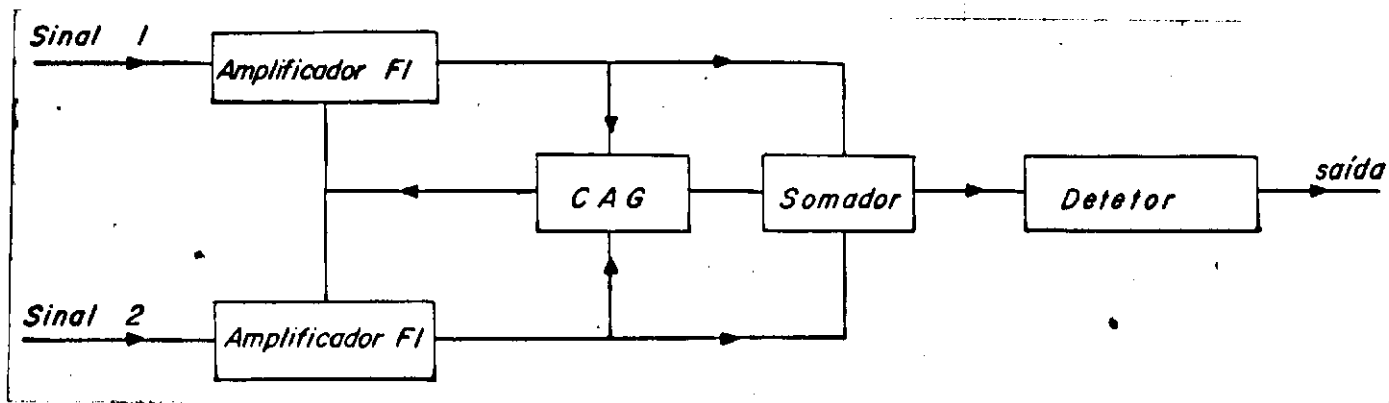 Sinal 1
Amplificador FI
CAG
Somador
Detetor
saída
Sinal 2
Amplificador FI